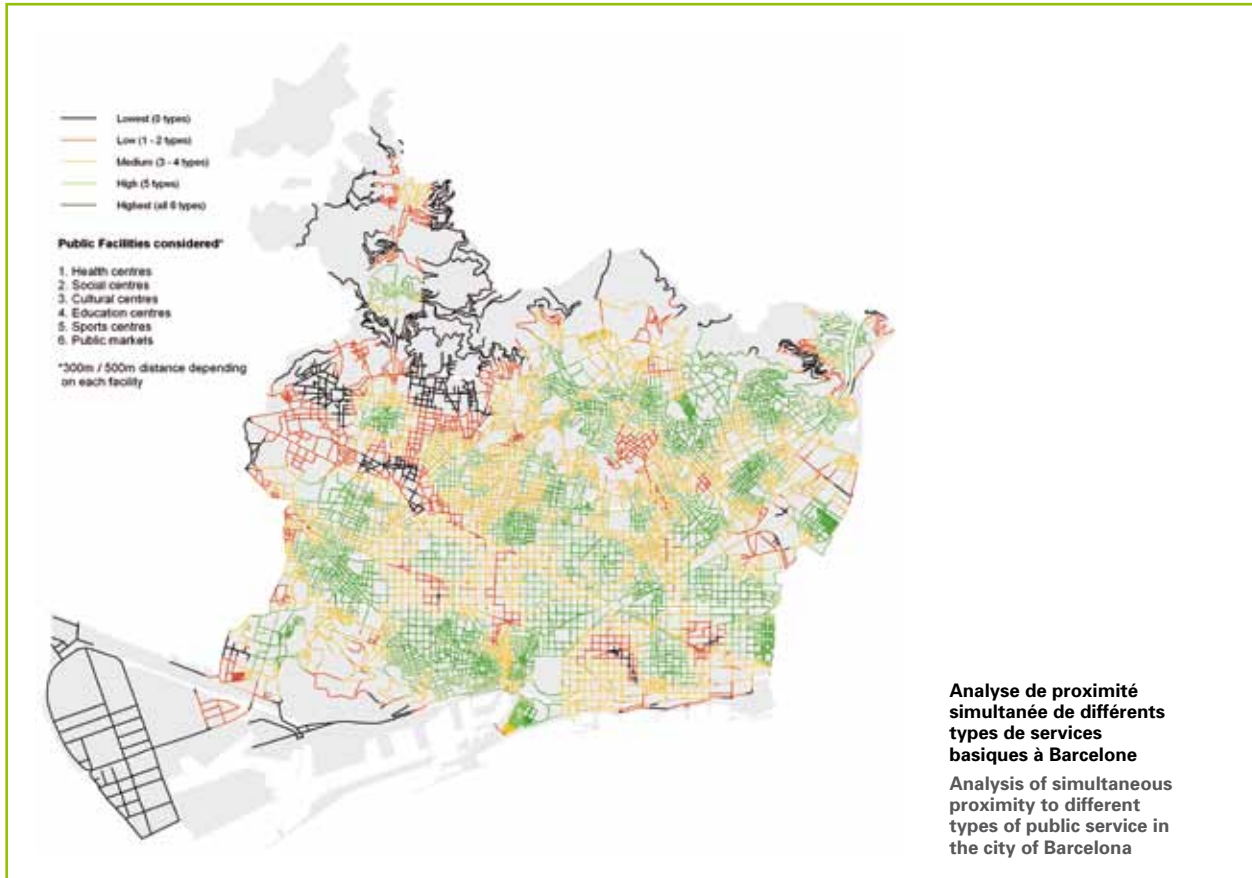 Lowest (0 types)
Low (1 - 2 types)
Medium (3 - 4 types)
High (5 types)
Highest (all 6 types)
Public Facilities considered*
1. Health centres
2. Social centres
3. Cultural centres
4. Education centres
5. Sports centres
6. Public markets
*300m / 500m distance depending
on each facility
Analyse de proximité
simultanée de différents
types de services
basiques à Barcelone
Analysis of simultaneous
proximity to different
types of public service in
the city of Barcelona